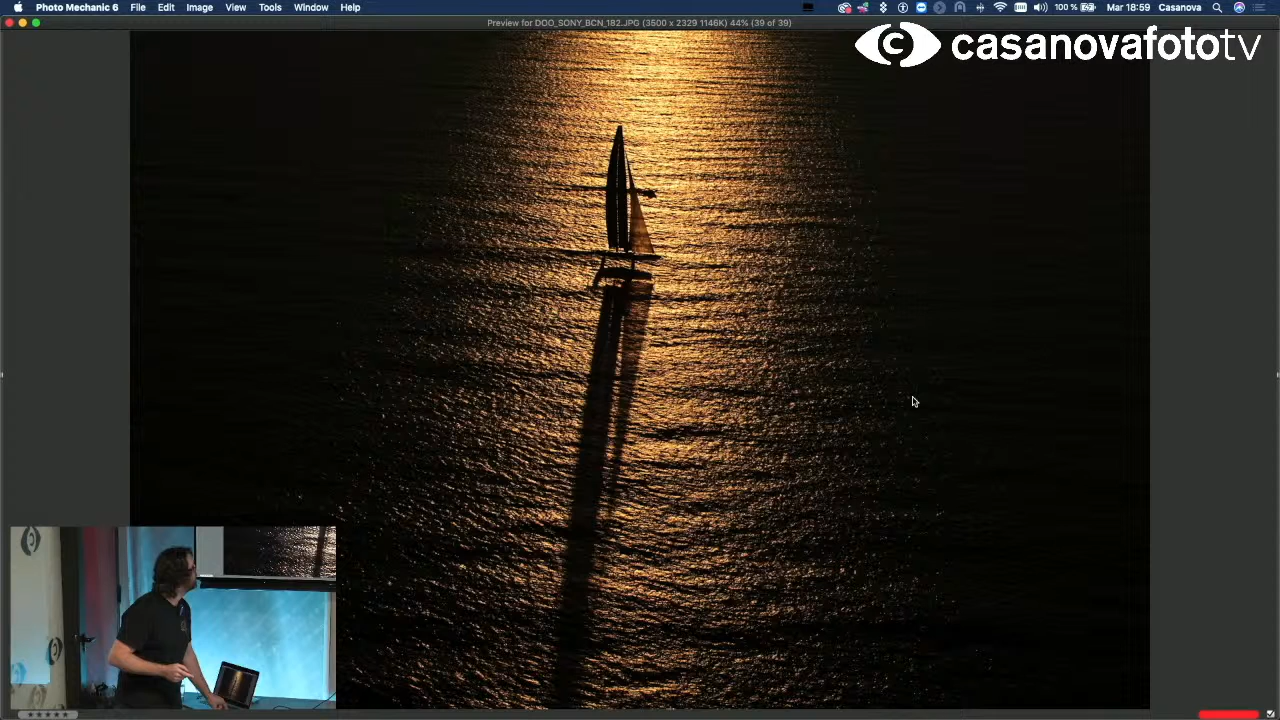 Photo Mechanic 6 File Edit Image View Tools Window Help 100 % Mar 18:59 Casanova
Preview for DOO_SONY_BCN_182.JPG (3500 x 2329 1146K) 44% (39 of 39)
casanovafototv